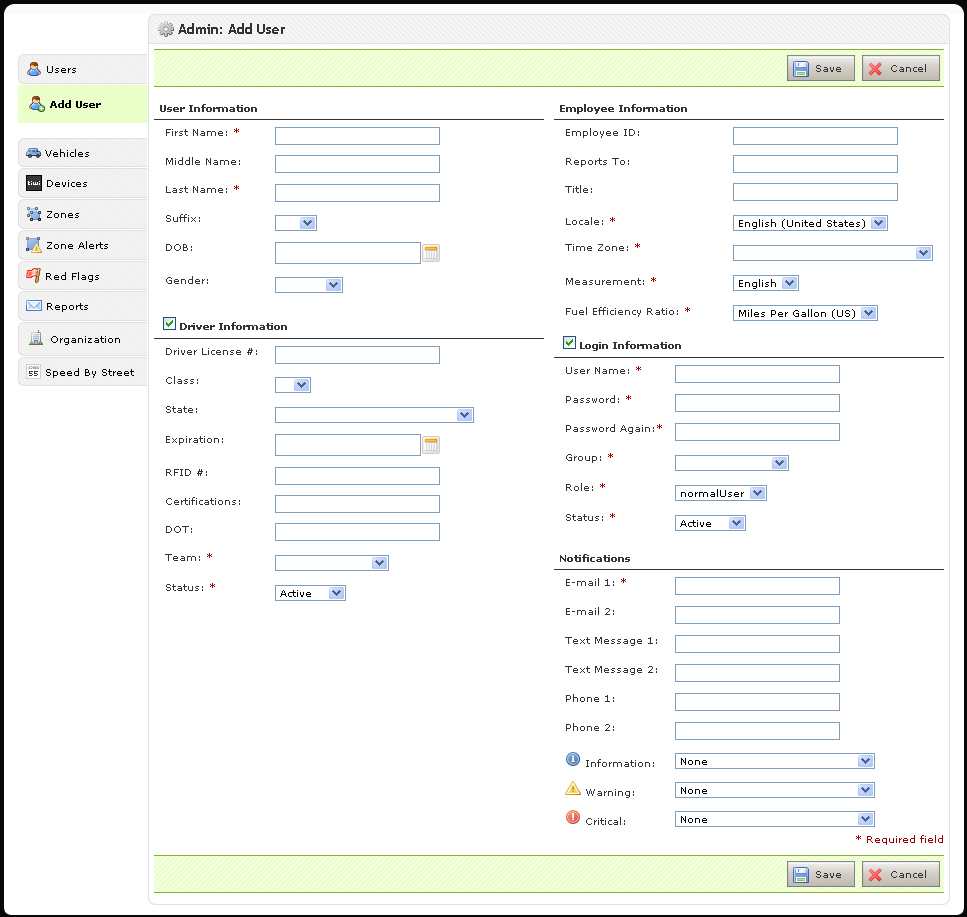 Admin: Add User
Save
Cancel
Users
Add User
Vehicles
tiwi
Devices
Zones
Zone Alerts
Red Flags
Reports
Organization
55
Speed By Street
User Information
First Name: *
Middle Name:
Last Name: *
Suffix:
DOB:
Gender:
Driver Information
Driver License #:
Class:
State:
Expiration:
RFID #:
Certifications:
DOT:
Team: *
Status: *
Active
Employee Information
Employee ID:
Reports To:
Title:
Locale: *
English (United States)
Time Zone: *
Measurement: *
English
Fuel Efficiency Ratio: *
Miles Per Gallon (US)
Login Information
User Name: *
Password: *
Password Again:*
Group: *
Role: *
normalUser
Status: *
Active
Notifications
E-mail 1: *
E-mail 2:
Text Message 1:
Text Message 2:
Phone 1:
Phone 2:
Information:
None
Warning:
None
Critical:
None
* Required field
Save
Cancel